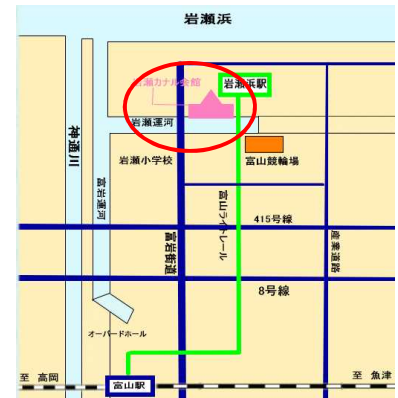 岩瀬浜
岩瀬カナル会館
岩瀬浜駅
岩瀬運河
神通川
岩瀬小学校
富山競輪場
富岩運河
富山ライトレール
415号線
富岩街道
産業道路
8号線
オーバードホール
至 高岡
富山駅
至 魚津